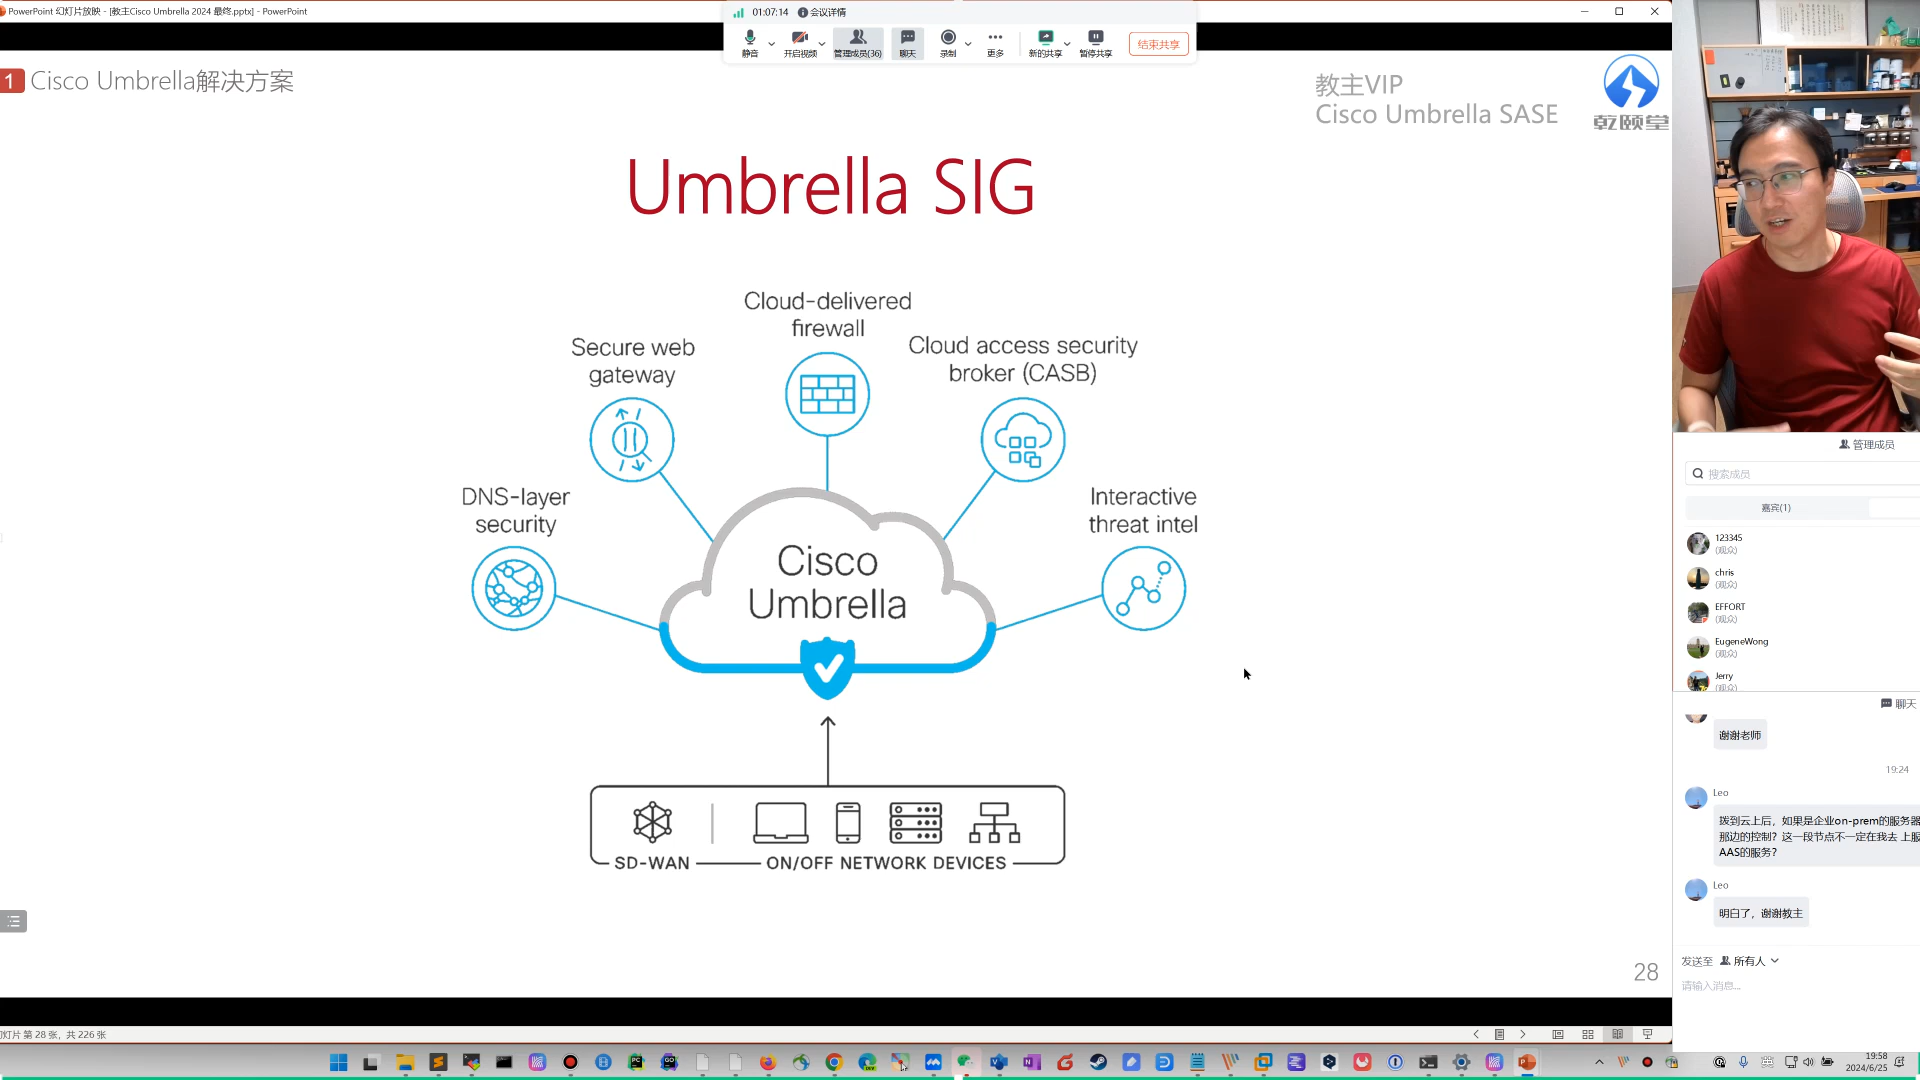 PowerPoint 幻灯片放映 - [教主Cisco Umbrella 2024 最终.pptx] - PowerPoint
01:07:14
会议详情
静音
开启视频
管理成员(36)
聊天
录制
更多
新的共享
暂停共享
结束共享
1 Cisco Umbrella解决方案
教主VIP
Cisco Umbrella SASE
乾颐堂
Umbrella SIG
Cloud-delivered
firewall
Secure web
gateway
Cloud access security
broker (CASB)
DNS-layer
security
Interactive
threat intel
Cisco
Umbrella
SD-WAN
ON/OFF NETWORK DEVICES
28
幻灯片 第 28 张，共 226 张
管理成员
搜索成员
嘉宾(1)
123345
(观众)
chris
(观众)
EFFORT
(观众)
EugeneWong
(观众)
Jerry
(观众)
聊天
谢谢老师
19:24
Leo
拨到云上后，如果是企业on-prem的服务器
那边的控制？这一段节点不一定在我去 上服
AAS的服务？
Leo
明白了，谢谢教主
发送至 所有人
请输入消息...
19:58
2024/6/25